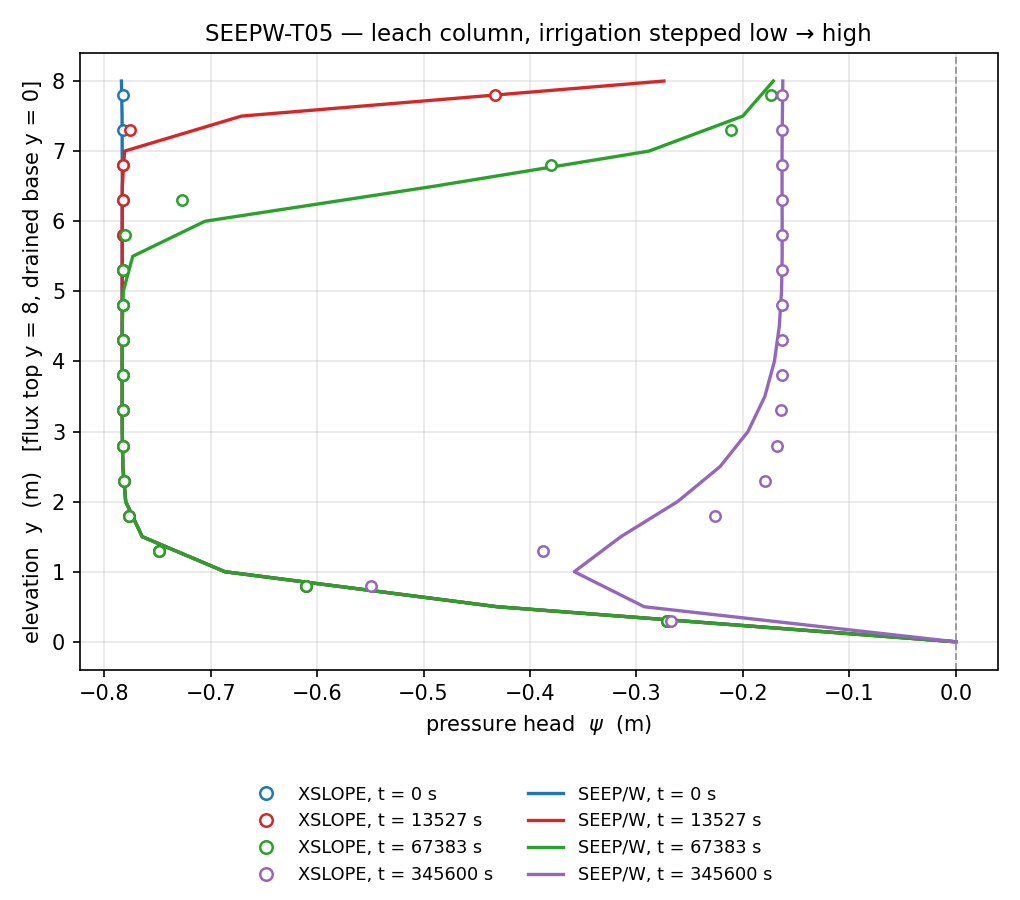 SEEPW-T05 — leach column, irrigation stepped low → high
elevation y (m) [flux top y = 8, drained base y = 0]
8
7
6
5
4
3
2
1
0
−0.8 −0.7 −0.6 −0.5 −0.4 −0.3 −0.2 −0.1 0.0
pressure head ψ (m)
XSLOPE, t = 0 s
XSLOPE, t = 13527 s
XSLOPE, t = 67383 s
XSLOPE, t = 345600 s
SEEP/W, t = 0 s
SEEP/W, t = 13527 s
SEEP/W, t = 67383 s
SEEP/W, t = 345600 s